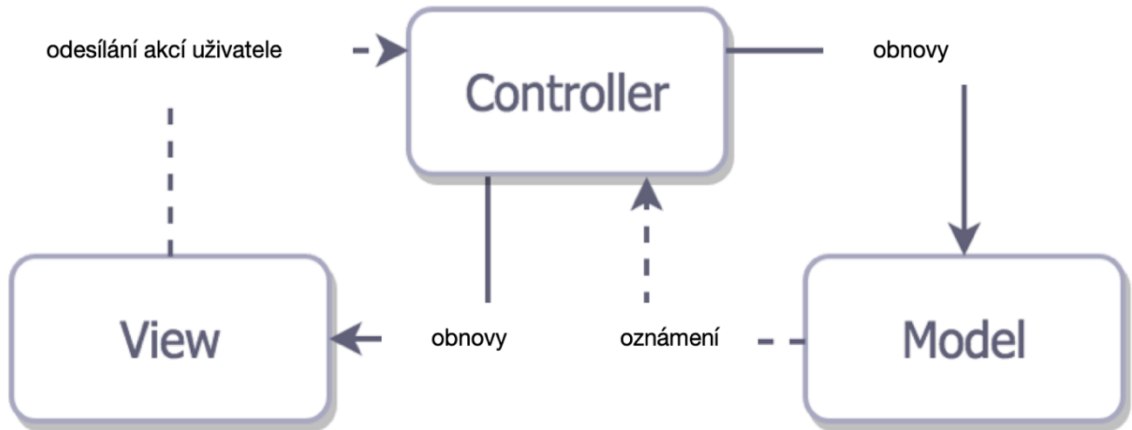 odesílání akcí uživatele
Controller
obnovy
View
obnovy
oznámení
Model